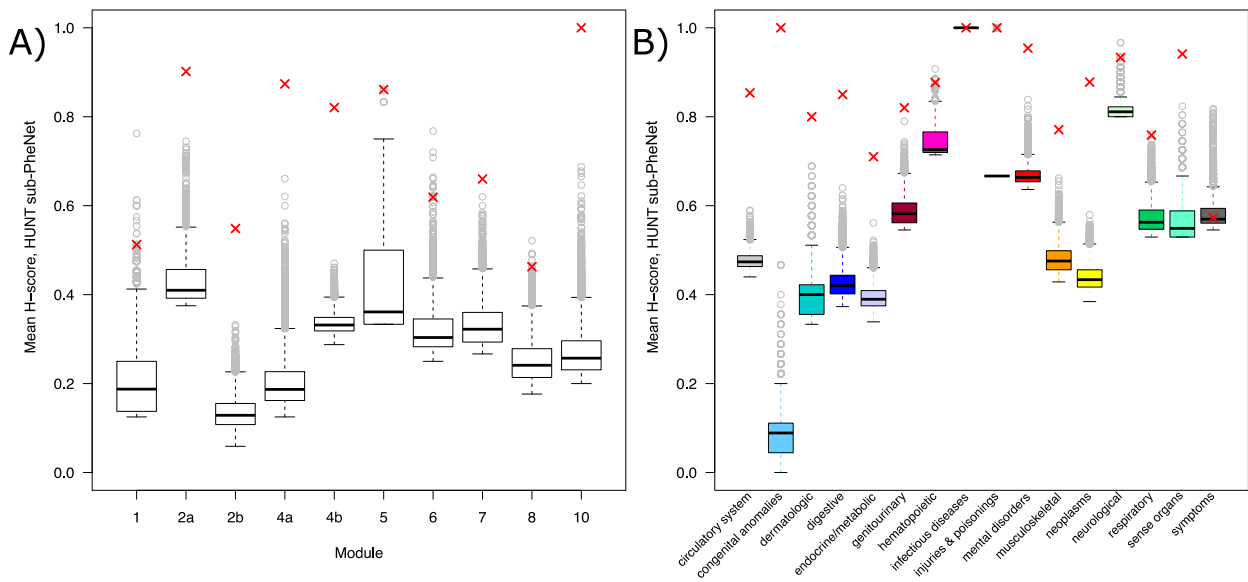 A)
Mean H−score, HUNT sub−PheNet
1.0
0.8
0.6
0.4
0.2
0.0
1 2a 2b 4a 4b 5 6 7 8 10
Module
B)
Mean H−score, HUNT sub−PheNet
1.0
0.8
0.6
0.4
0.2
0.0
circulatory system
congenital anomalies
dermatologic
digestive
endocrine/metabolic
genitourinary
hematopoietic
infectious diseases
injuries & poisonings
mental disorders
musculoskeletal
neoplasms
neurological
respiratory
sense organs
symptoms